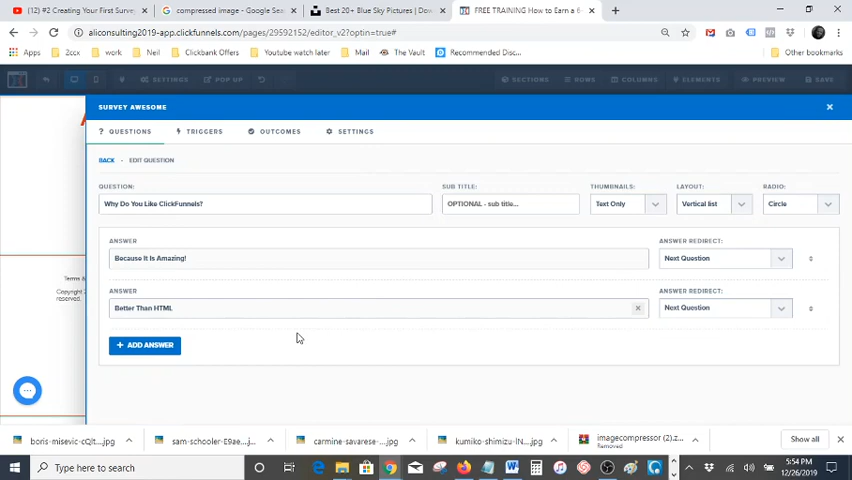 (12) #2 Creating Your First Survey
compressed image - Google Sea
Best 20+ Blue Sky Pictures | Dow
FREE TRAINING How to Earn a 6
aliconsulting2019-app.clickfunnels.com/pages/29592152/editor_v2?optin=true#
Apps
2ccx
work
Neil
Clickbank Offers
Youtube watch later
Mail
The Vault
Recommended Disc...
Other bookmarks
SETTINGS
POP UP
SECTIONS
ROWS
COLUMNS
ELEMENTS
PREVIEW
SAVE
SURVEY AWESOME
QUESTIONS
TRIGGERS
OUTCOMES
SETTINGS
BACK
EDIT QUESTION
QUESTION:
SUB TITLE:
THUMBNAILS:
LAYOUT:
RADIO:
Why Do You Like ClickFunnels?
OPTIONAL - sub title...
Text Only
Vertical list
Circle
ANSWER
ANSWER REDIRECT:
Because It Is Amazing!
Next Question
ANSWER
ANSWER REDIRECT:
Better Than HTML
Next Question
+ ADD ANSWER
Terms &
Copyright
reserved.
boris-misevic-cQIt....jpg
sam-schooler-E9ae....jpg
carmine-savarese-....jpg
kumiko-shimizu-IN....jpg
imagecompressor (2).z...
Removed
Show all
Type here to search
5:54 PM
12/26/2019